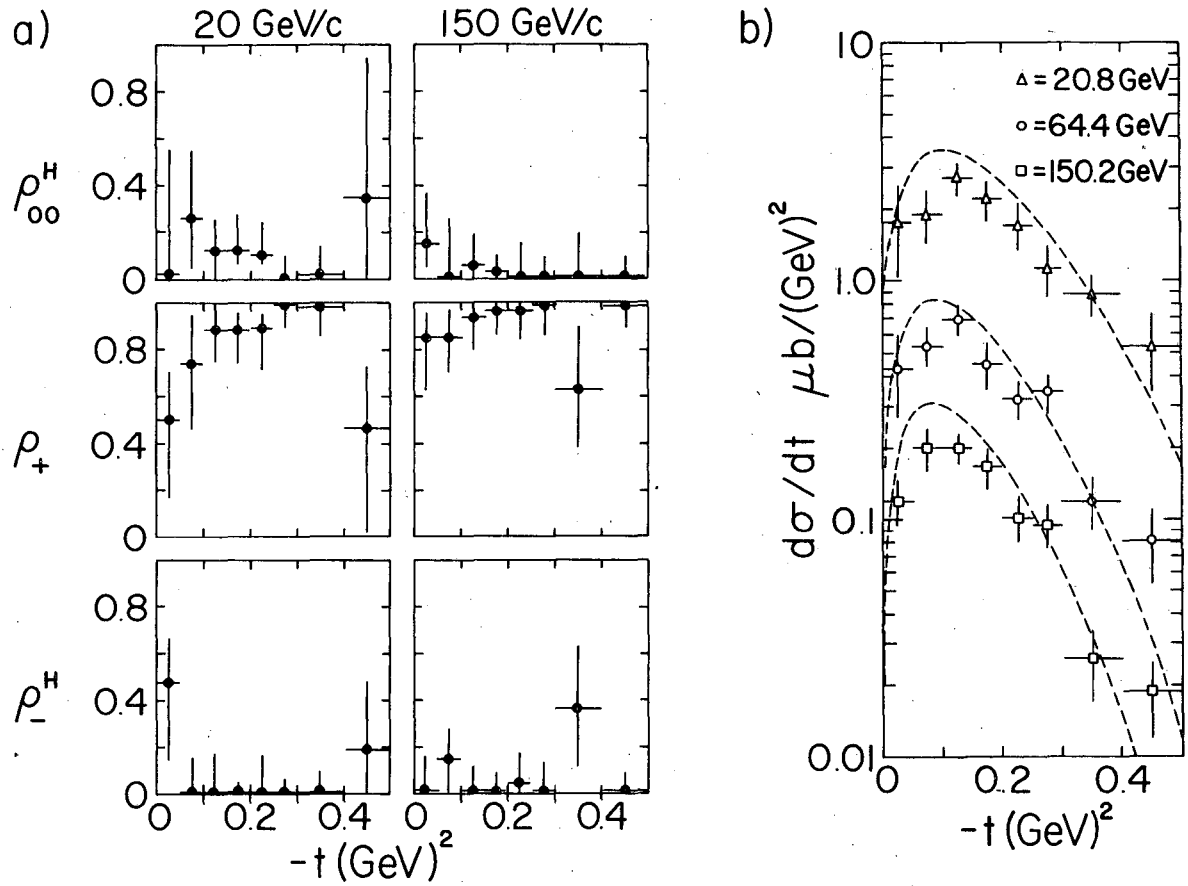 a)
20 GeV/c
150 GeV/c
0.8
0.4
0
ρ₀₀ᴴ
0.8
0.4
0
ρ₊
0.8
0.4
0
ρ₋ᴴ
0 0.2 0.4
0 0.2 0.4
-t (GeV)²
b)
10
1.0
0.1
0.01
△ = 20.8 GeV
○ = 64.4 GeV
□ = 150.2 GeV
dσ/dt μb/(GeV)²
0 0.2 0.4
-t (GeV)²